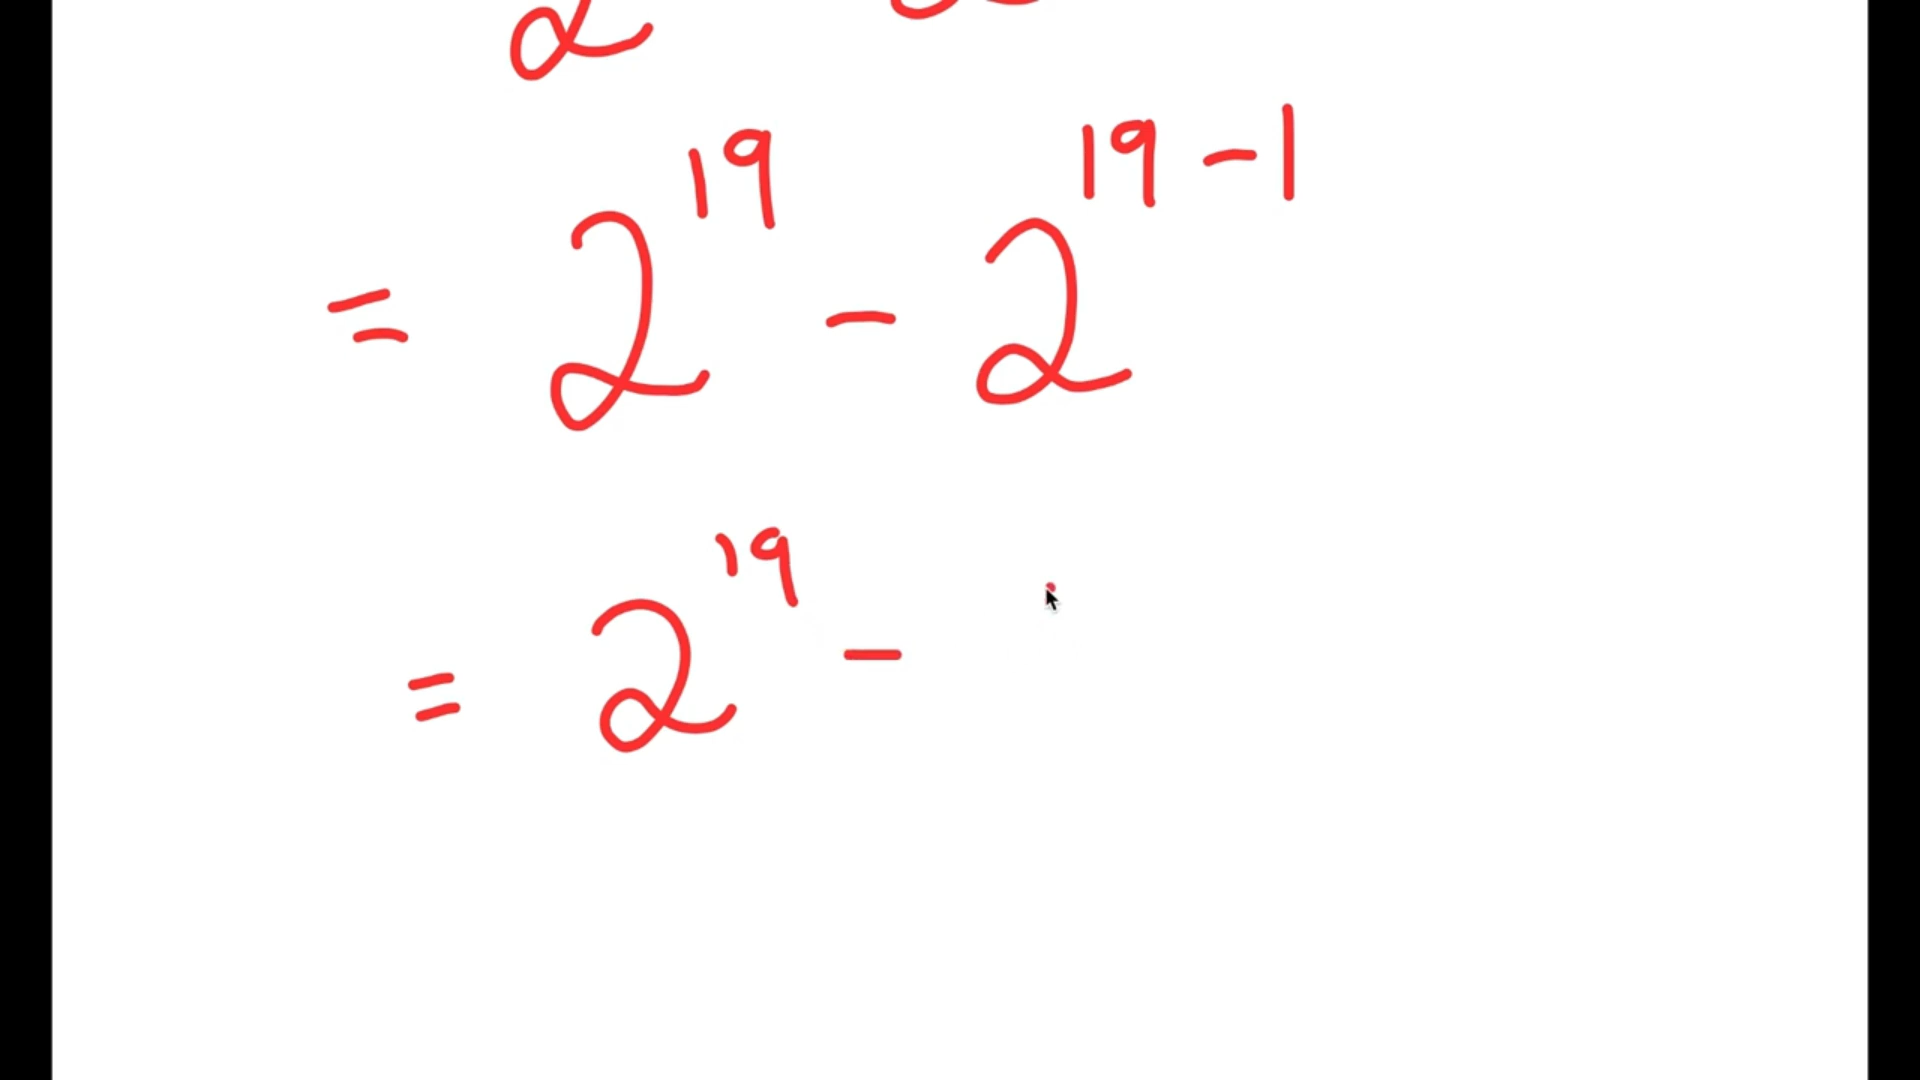 = 2^19 - 2^19-1
= 2^19 -